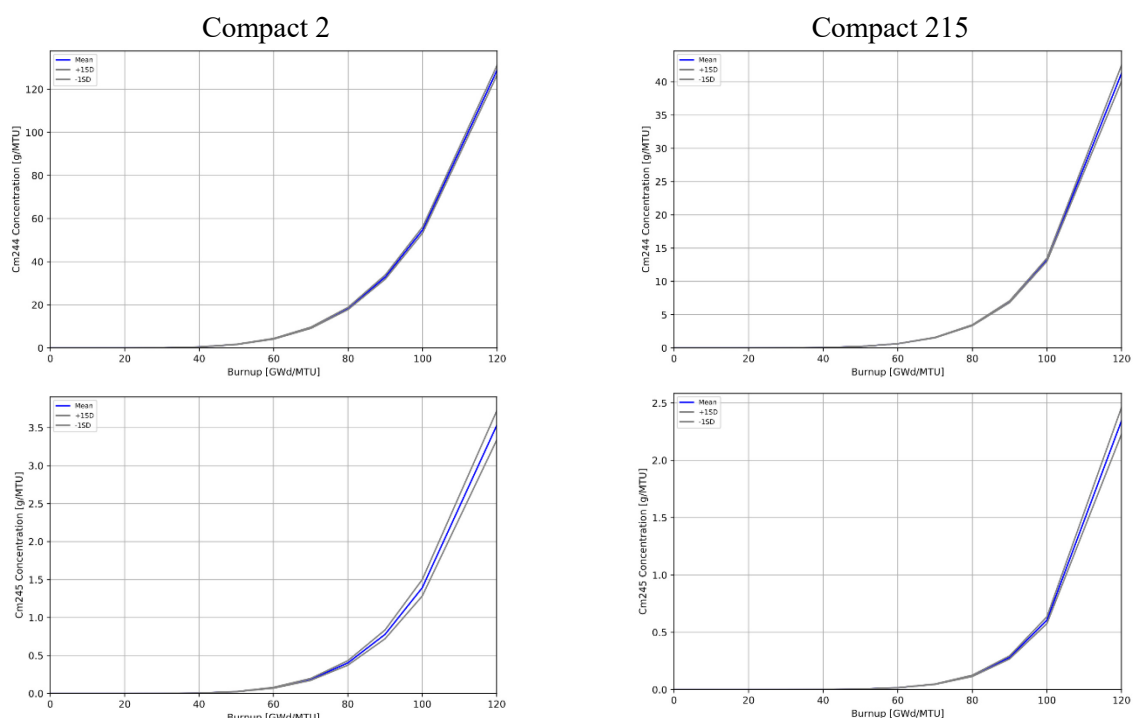 Compact 2
Compact 215
Mean
+1SD
-1SD
Cm244 Concentration [g/MTU]
120
100
80
60
40
20
0
0 20 40 60 80 100 120
Burnup [GWd/MTU]
Mean
+1SD
-1SD
Cm244 Concentration [g/MTU]
40
35
30
25
20
15
10
5
0
0 20 40 60 80 100 120
Burnup [GWd/MTU]
Mean
+1SD
-1SD
Cm245 Concentration [g/MTU]
3.5
3.0
2.5
2.0
1.5
1.0
0.5
0.0
0 20 40 60 80 100 120
Burnup [GWd/MTU]
Mean
+1SD
-1SD
Cm245 Concentration [g/MTU]
2.5
2.0
1.5
1.0
0.5
0.0
0 20 40 60 80 100 120
Burnup [GWd/MTU]